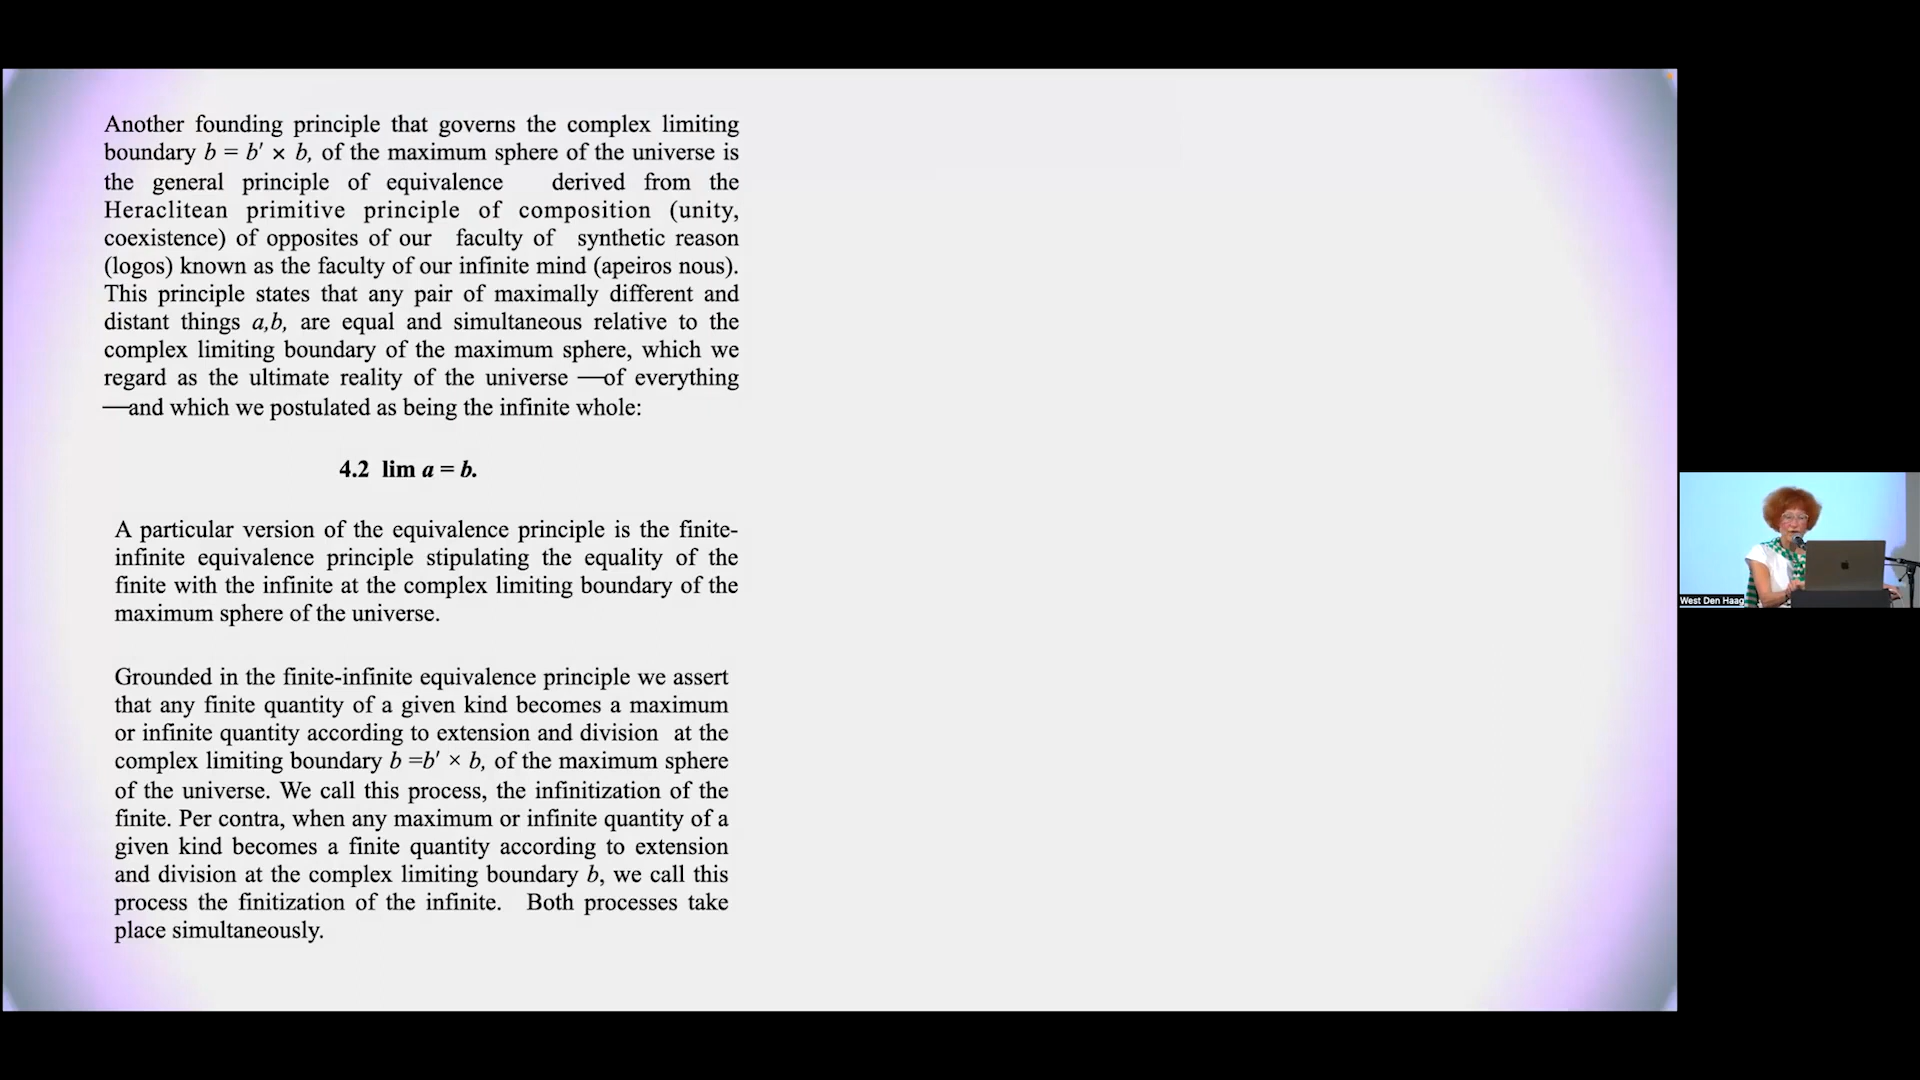 Another founding principle that governs the complex limiting
boundary b = b′ × b, of the maximum sphere of the universe is
the general principle of equivalence derived from the
Heraclitean primitive principle of composition (unity,
coexistence) of opposites of our faculty of synthetic reason
(logos) known as the faculty of our infinite mind (apeiros nous).
This principle states that any pair of maximally different and
distant things a,b, are equal and simultaneous relative to the
complex limiting boundary of the maximum sphere, which we
regard as the ultimate reality of the universe —of everything
—and which we postulated as being the infinite whole:
4.2 lim a = b.
A particular version of the equivalence principle is the finite-
infinite equivalence principle stipulating the equality of the
finite with the infinite at the complex limiting boundary of the
maximum sphere of the universe.
Grounded in the finite-infinite equivalence principle we assert
that any finite quantity of a given kind becomes a maximum
or infinite quantity according to extension and division at the
complex limiting boundary b =b′ × b, of the maximum sphere
of the universe. We call this process, the infinitization of the
finite. Per contra, when any maximum or infinite quantity of a
given kind becomes a finite quantity according to extension
and division at the complex limiting boundary b, we call this
process the finitization of the infinite. Both processes take
place simultaneously.
West Den Haag